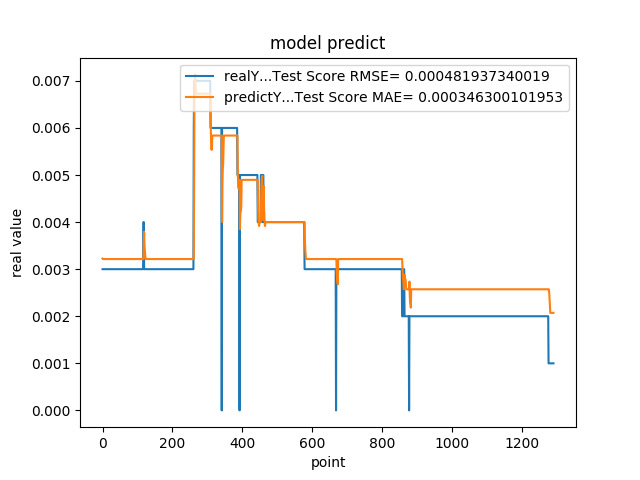 model predict
realY...Test Score RMSE= 0.000481937340019
predictY...Test Score MAE= 0.000346300101953
0.007
0.006
0.005
0.004
0.003
0.002
0.001
0.000
real value
0 200 400 600 800 1000 1200
point